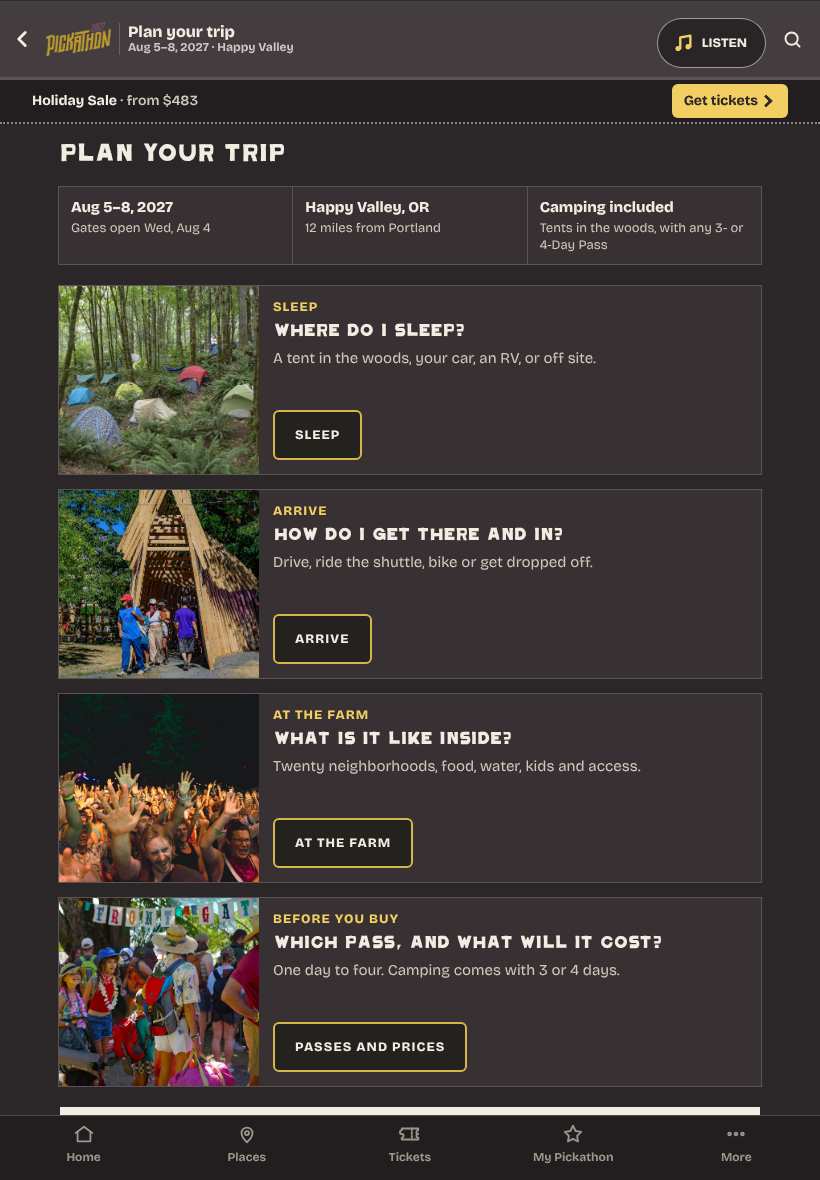 PICKATHON
Plan your trip
Aug 5–8, 2027 · Happy Valley
LISTEN
Holiday Sale · from $483
Get tickets
PLAN YOUR TRIP
Aug 5–8, 2027
Gates open Wed, Aug 4
Happy Valley, OR
12 miles from Portland
Camping included
Tents in the woods, with any 3- or
4-Day Pass
SLEEP
WHERE DO I SLEEP?
A tent in the woods, your car, an RV, or off site.
SLEEP
ARRIVE
HOW DO I GET THERE AND IN?
Drive, ride the shuttle, bike or get dropped off.
ARRIVE
AT THE FARM
WHAT IS IT LIKE INSIDE?
Twenty neighborhoods, food, water, kids and access.
AT THE FARM
FRONT GAT
BEFORE YOU BUY
WHICH PASS, AND WHAT WILL IT COST?
One day to four. Camping comes with 3 or 4 days.
PASSES AND PRICES
Home
Places
Tickets
My Pickathon
More